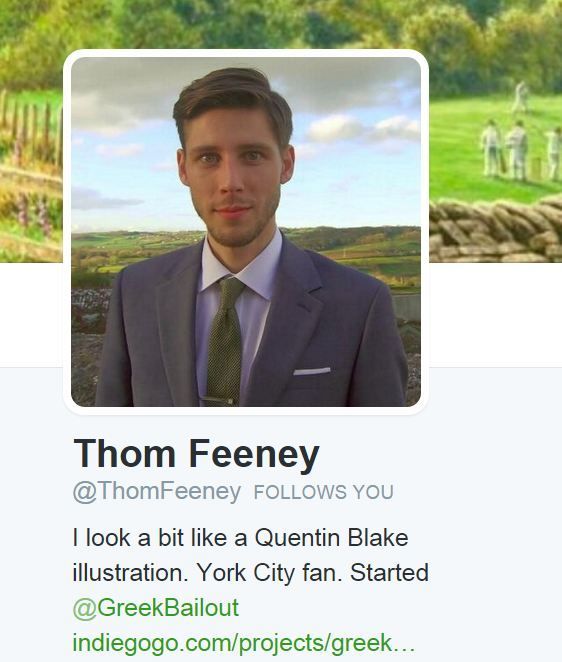 Thom Feeney
@ThomFeeney FOLLOWS YOU
I look a bit like a Quentin Blake
illustration. York City fan. Started
@GreekBailout
indiegogo.com/projects/greek…